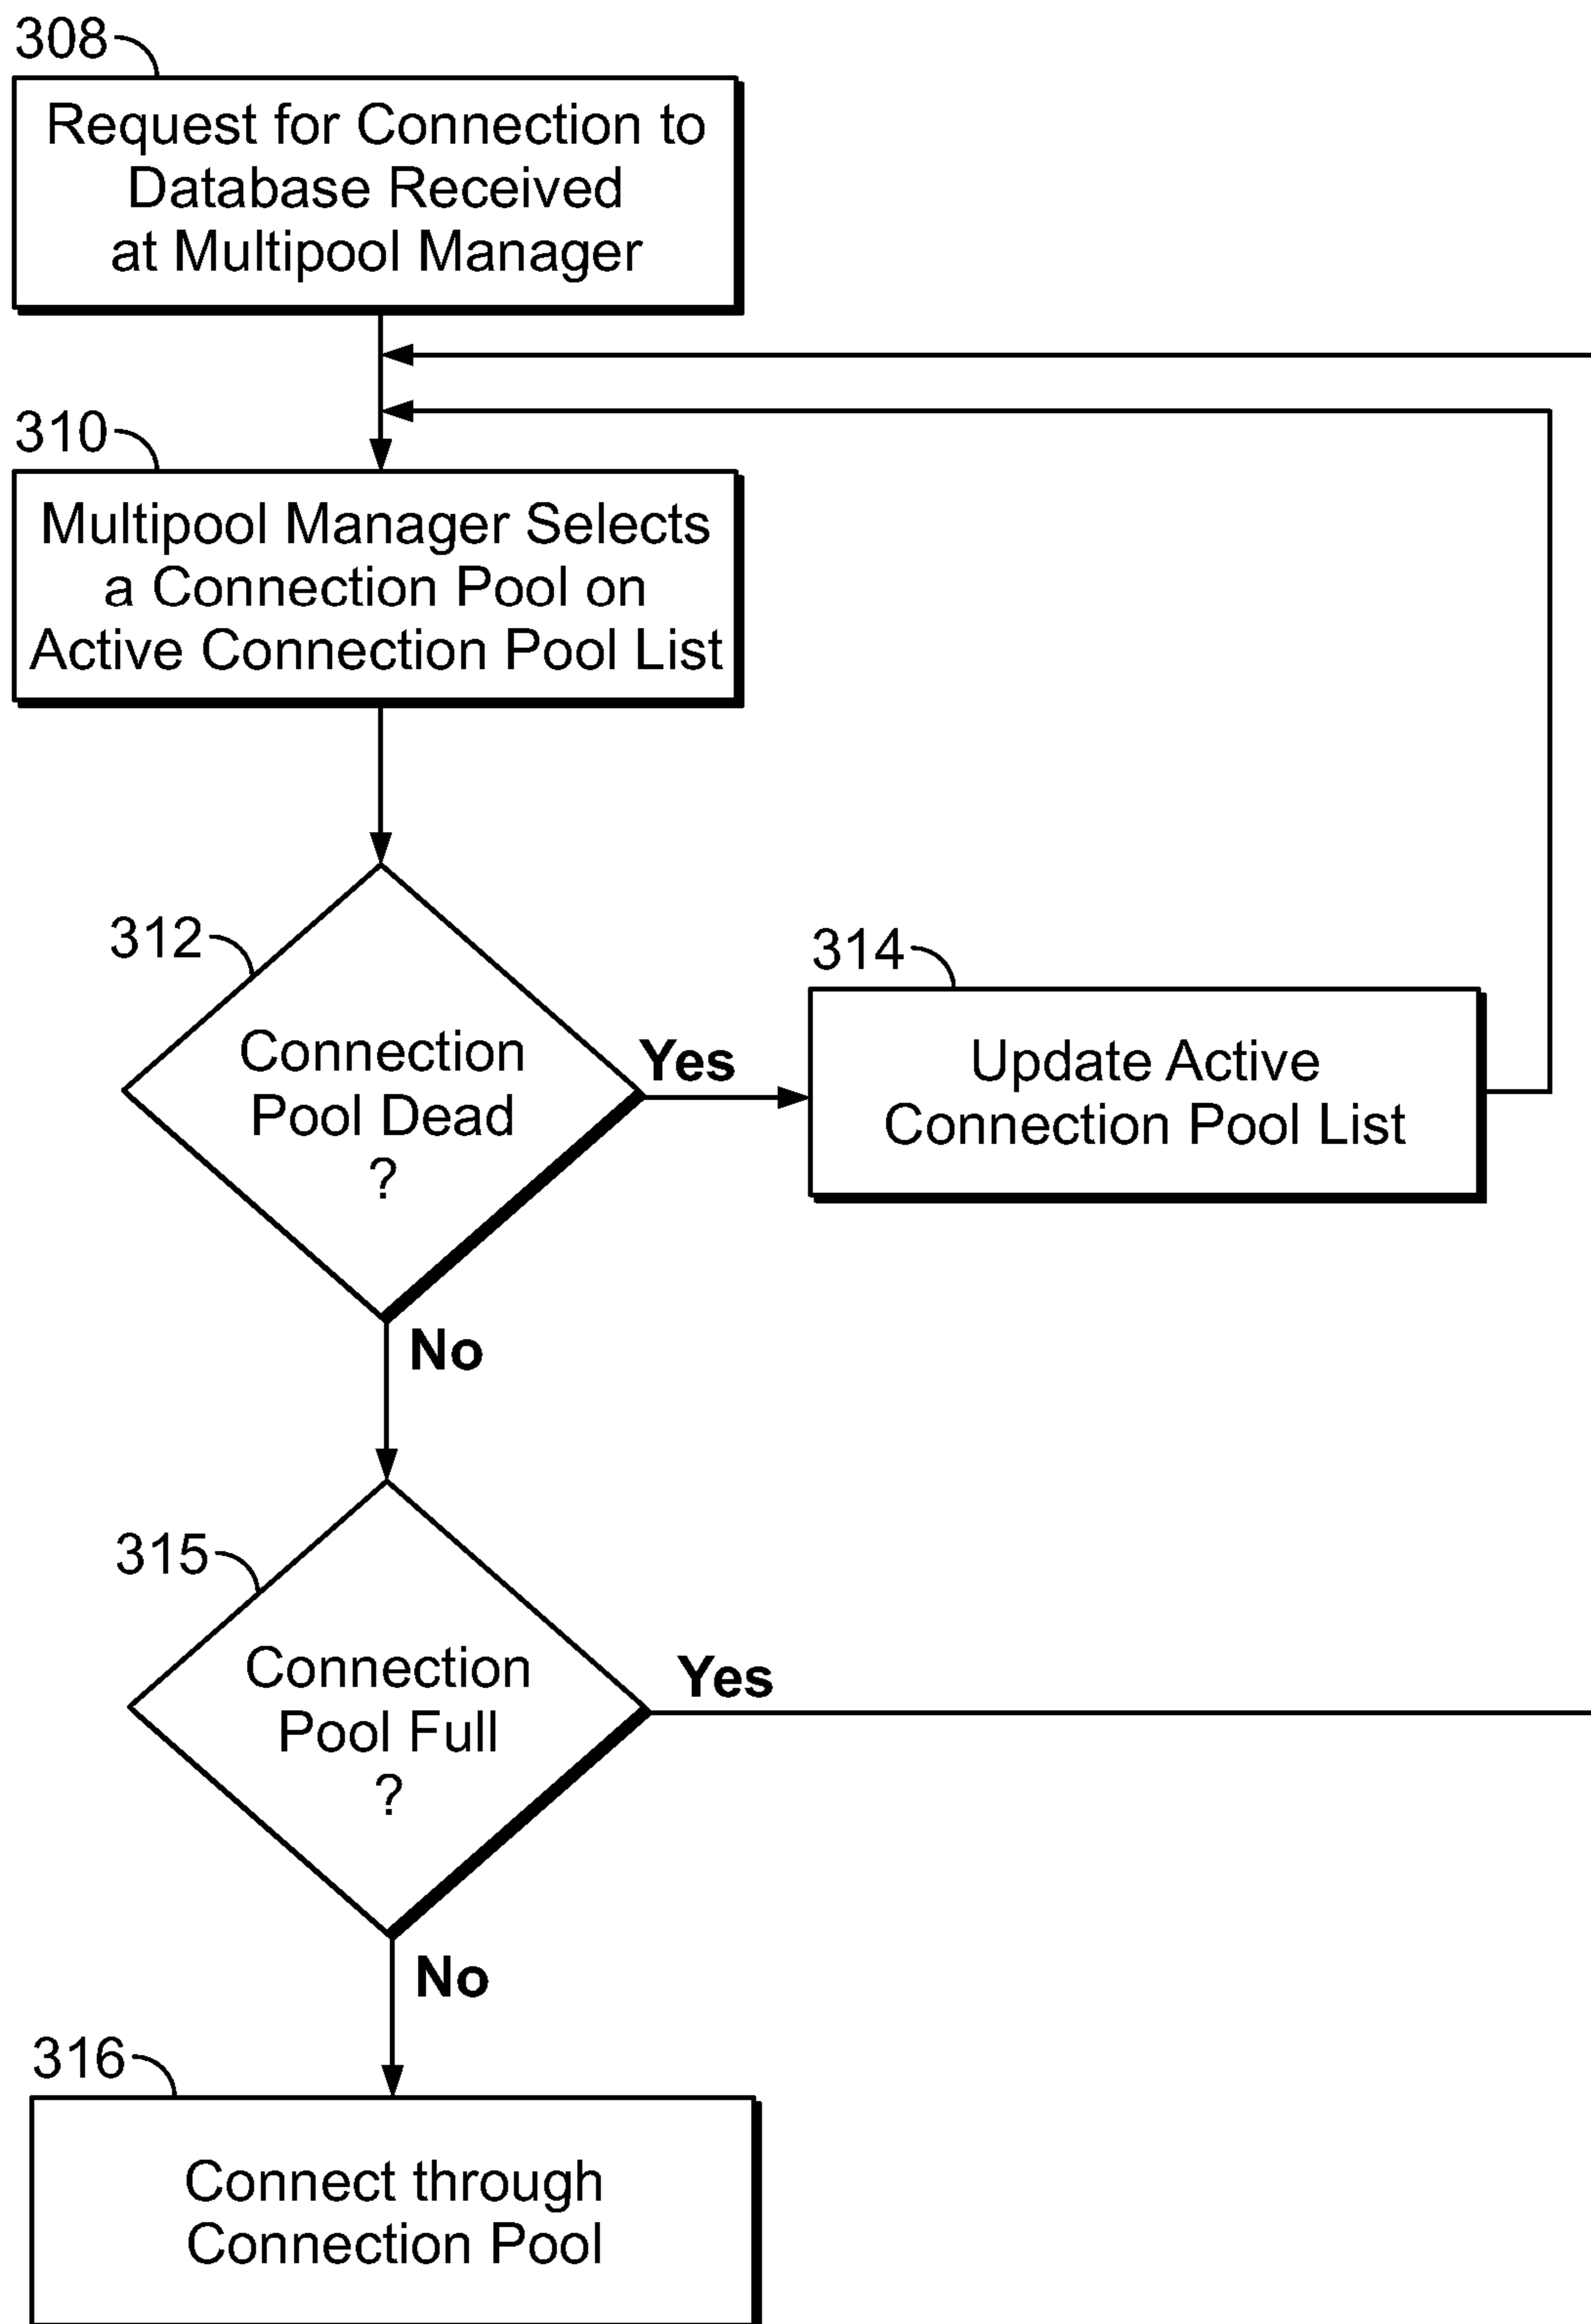 308
Request for Connection to
Database Received
at Multipool Manager
310
Multipool Manager Selects
a Connection Pool on
Active Connection Pool List
312
Connection
Pool Dead
?
Yes
314
Update Active
Connection Pool List
No
315
Connection
Pool Full
?
Yes
No
316
Connect through
Connection Pool